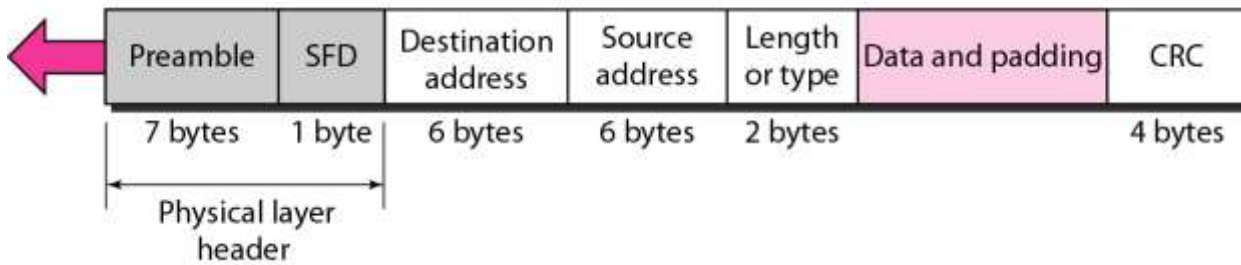 Preamble
SFD
Destination
address
Source
address
Length
or type
Data and padding
CRC
7 bytes
1 byte
6 bytes
6 bytes
2 bytes
4 bytes
Physical layer
header